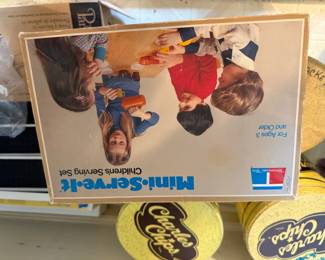 Mini-Serve-It
Children's Serving Set
For Ages 3
and Older
Charles
Chips
Charles
Chips